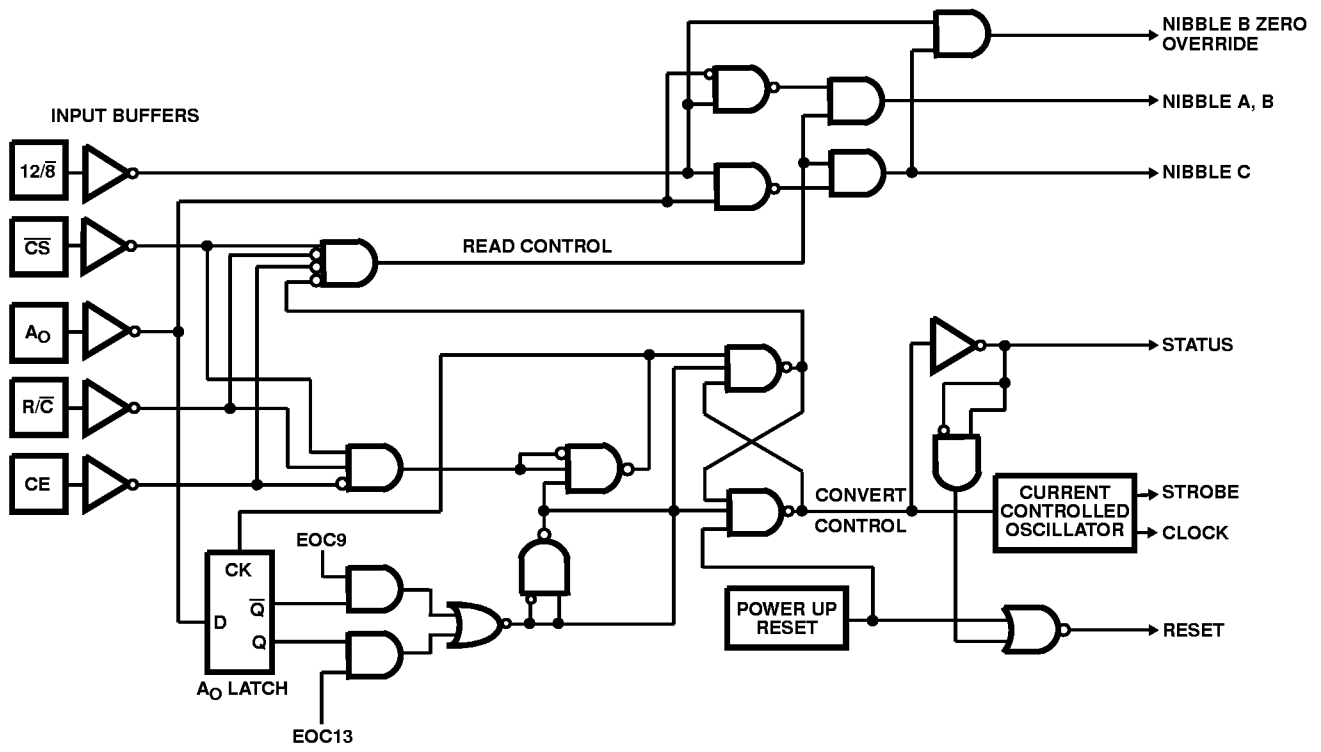 NIBBLE B ZERO
OVERRIDE
NIBBLE A, B
INPUT BUFFERS
12/8̅
NIBBLE C
C̅S̅
READ CONTROL
AO
STATUS
R/C̅
CE
CONVERT
CONTROL
CURRENT
CONTROLLED
OSCILLATOR
STROBE
CLOCK
EOC9
CK
Q̅
D
Q
POWER UP
RESET
RESET
AO LATCH
EOC13